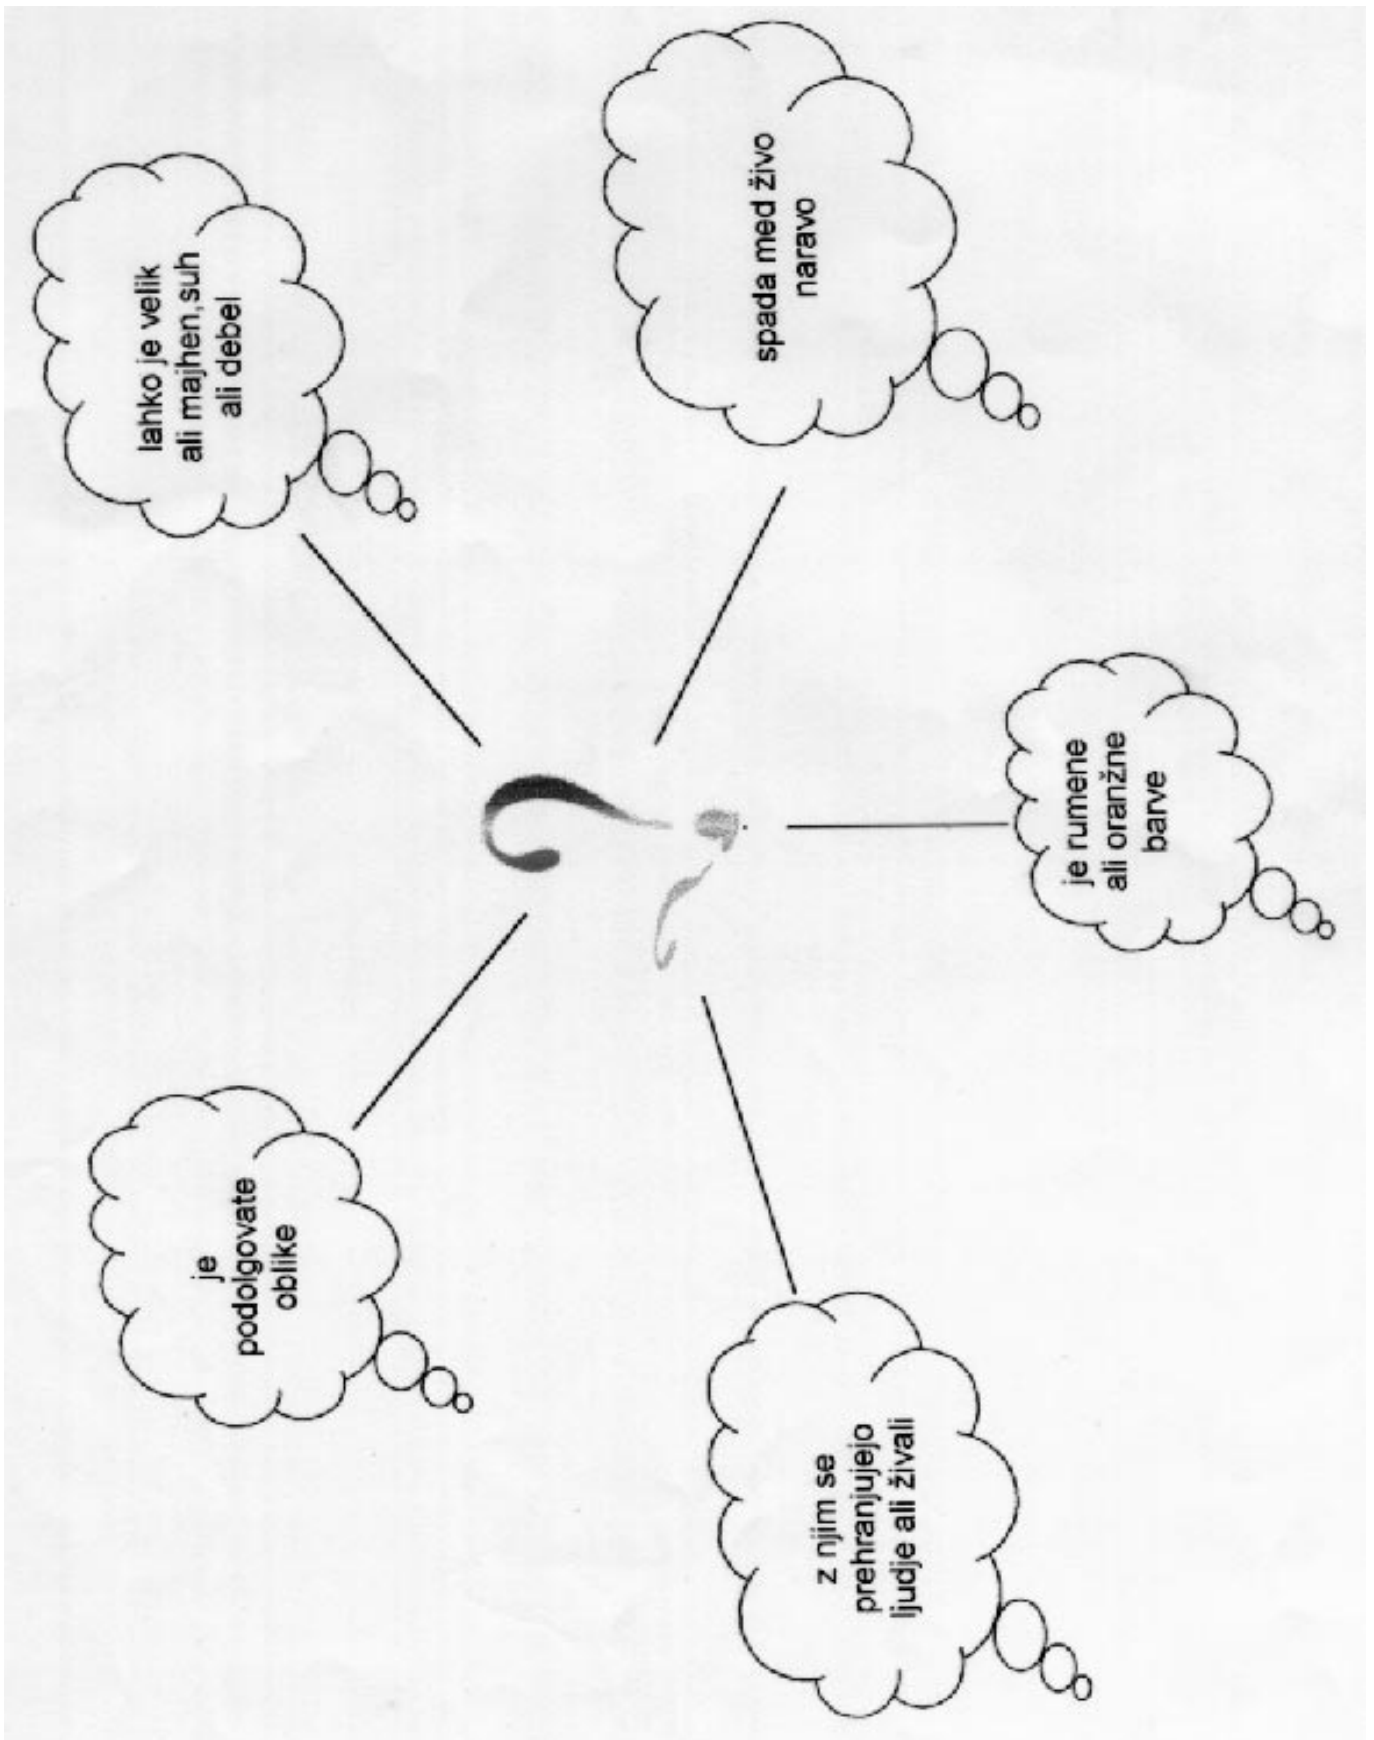 je
podolgovate
oblike
lahko je velik
ali majhen,suh
ali debel
?
z njim se
prehranjujejo
ljudje ali živali
spada med živo
naravo
je rumene
ali oranžne
barve